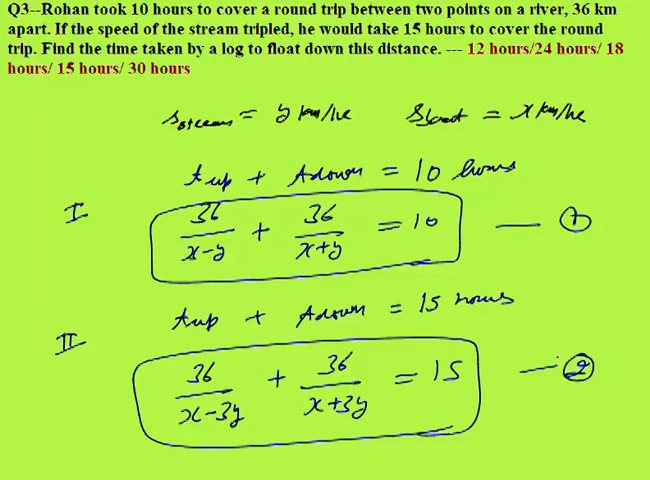 Q3--Rohan took 10 hours to cover a round trip between two points on a river, 36 km
apart. If the speed of the stream tripled, he would take 15 hours to cover the round
trip. Find the time taken by a log to float down this distance. --- 12 hours/24 hours/ 18
hours/ 15 hours/ 30 hours
Sstream = y km/hr Sboat = x km/hr
tup + tdown = 10 hours
I 36/x-y + 36/x+y = 10 — 1
tup + tdown = 15 hours
II 36/x-3y + 36/x+3y = 15 — 2